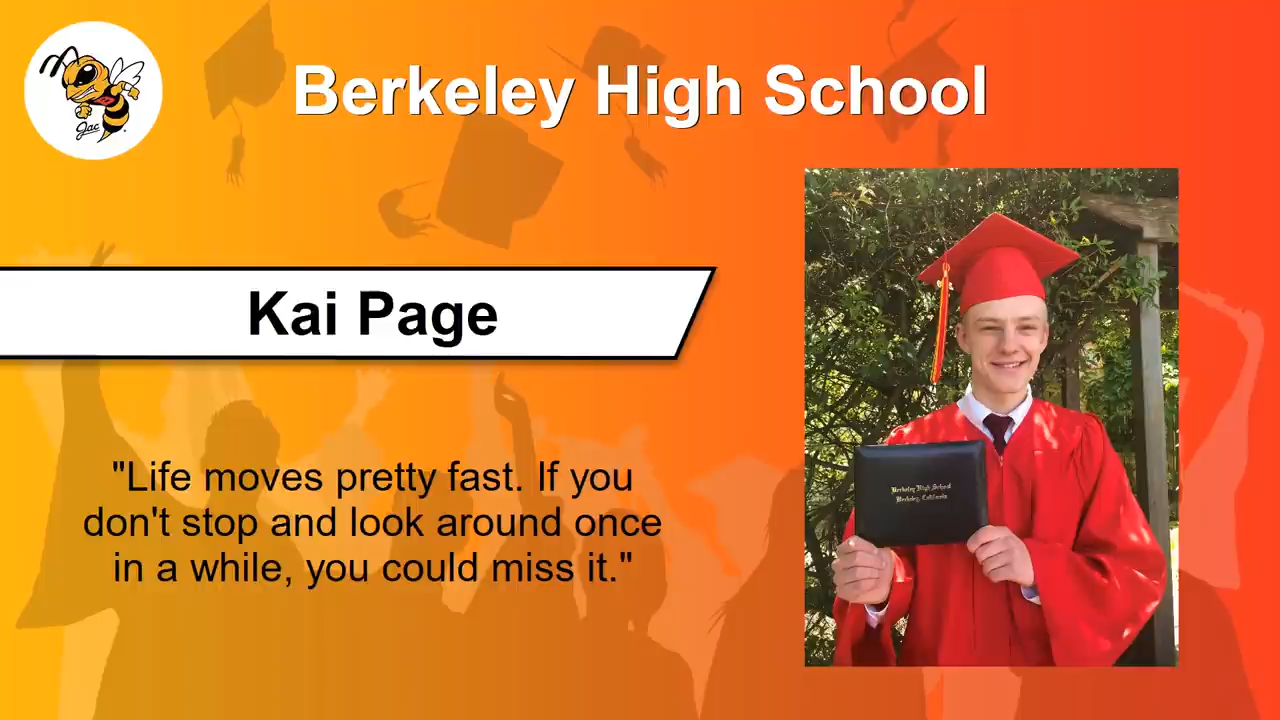 Berkeley High School
Jac
Kai Page
"Life moves pretty fast. If you
don't stop and look around once
in a while, you could miss it."
Berkeley High School
Berkeley, California